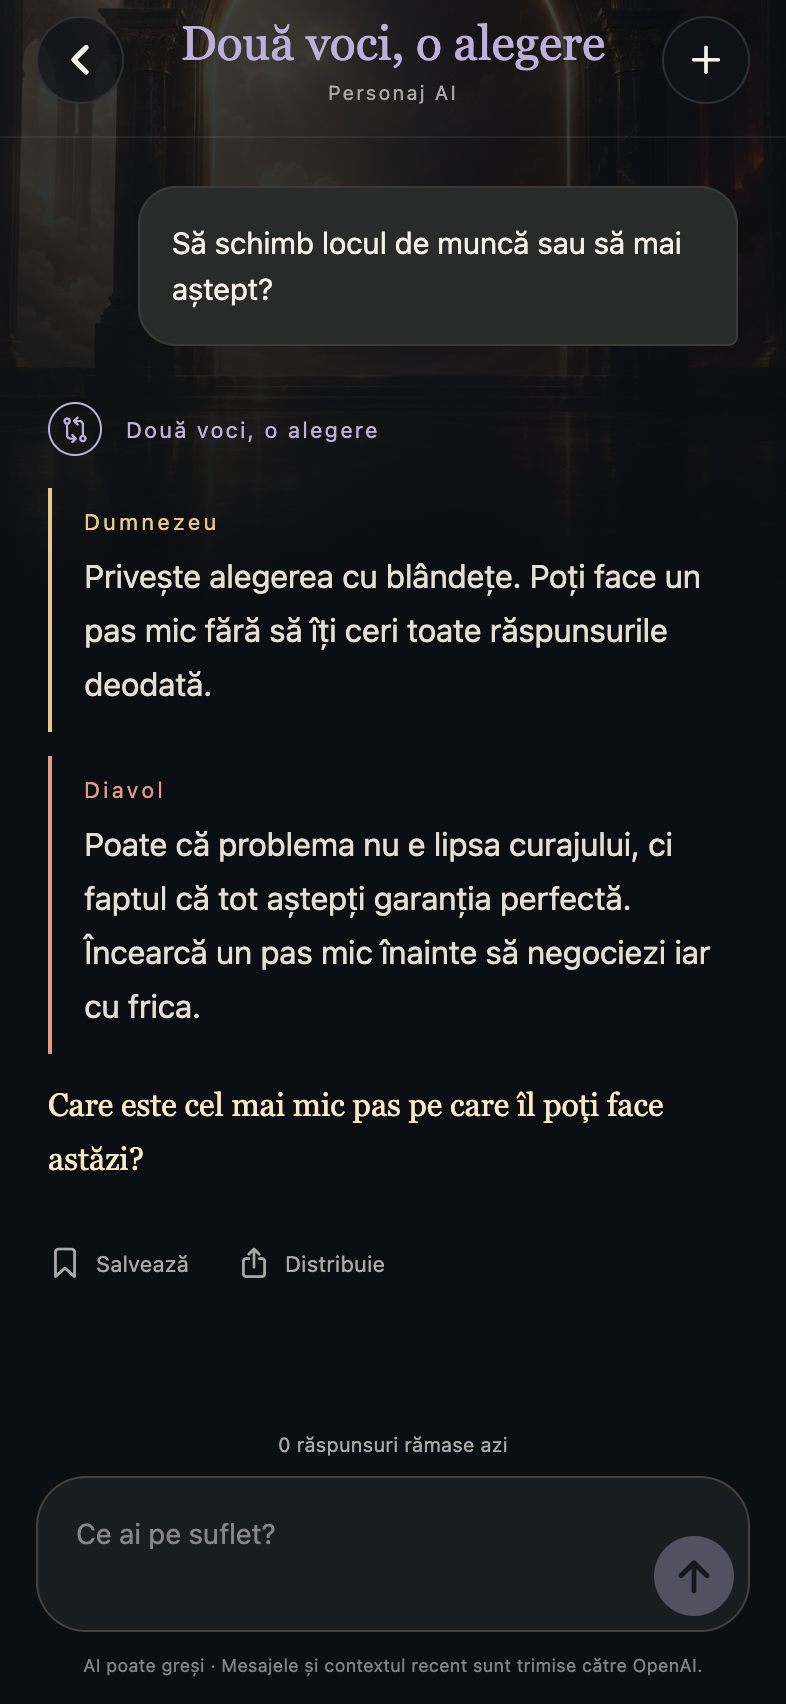 Două voci, o alegere
Personaj AI
Să schimb locul de muncă sau să mai
aștept?
Două voci, o alegere
Dumnezeu
Privește alegerea cu blândețe. Poți face un
pas mic fără să îți ceri toate răspunsurile
deodată.
Diavol
Poate că problema nu e lipsa curajului, ci
faptul că tot aștepți garanția perfectă.
Încearcă un pas mic înainte să negociezi iar
cu frica.
Care este cel mai mic pas pe care îl poți face
astăzi?
Salvează Distribuie
0 răspunsuri rămase azi
Ce ai pe suflet?
AI poate greși · Mesajele și contextul recent sunt trimise către OpenAI.